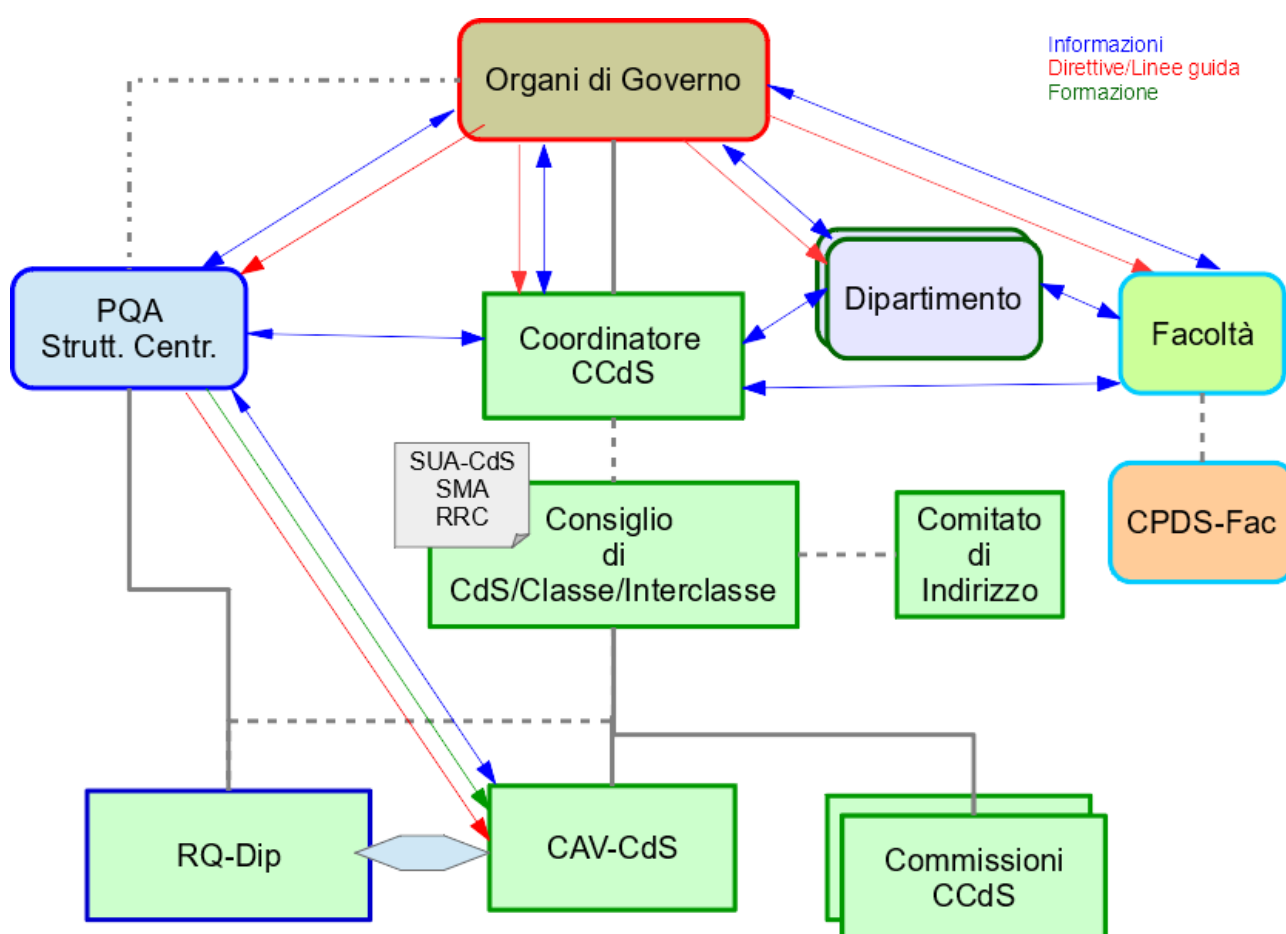 Informazioni
Direttive/Linee guida
Formazione
Organi di Governo
PQA
Strutt. Centr.
Coordinatore
CCdS
Dipartimento
Facoltà
SUA-CdS
SMA
RRC
Consiglio
di
CdS/Classe/Interclasse
Comitato
di
Indirizzo
CPDS-Fac
RQ-Dip
CAV-CdS
Commissioni
CCdS